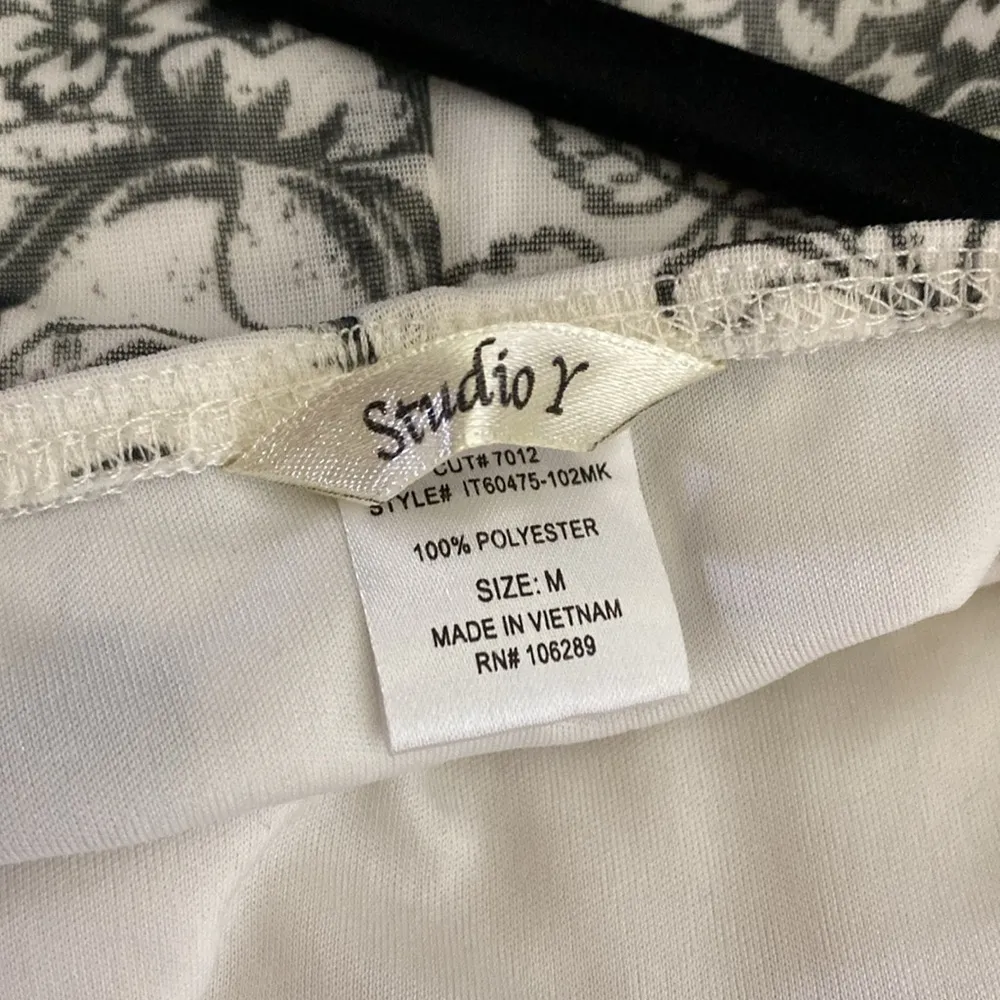 Studio Y
CUT# 7012
STYLE# IT60475-102MK
100% POLYESTER
SIZE: M
MADE IN VIETNAM
RN# 106289